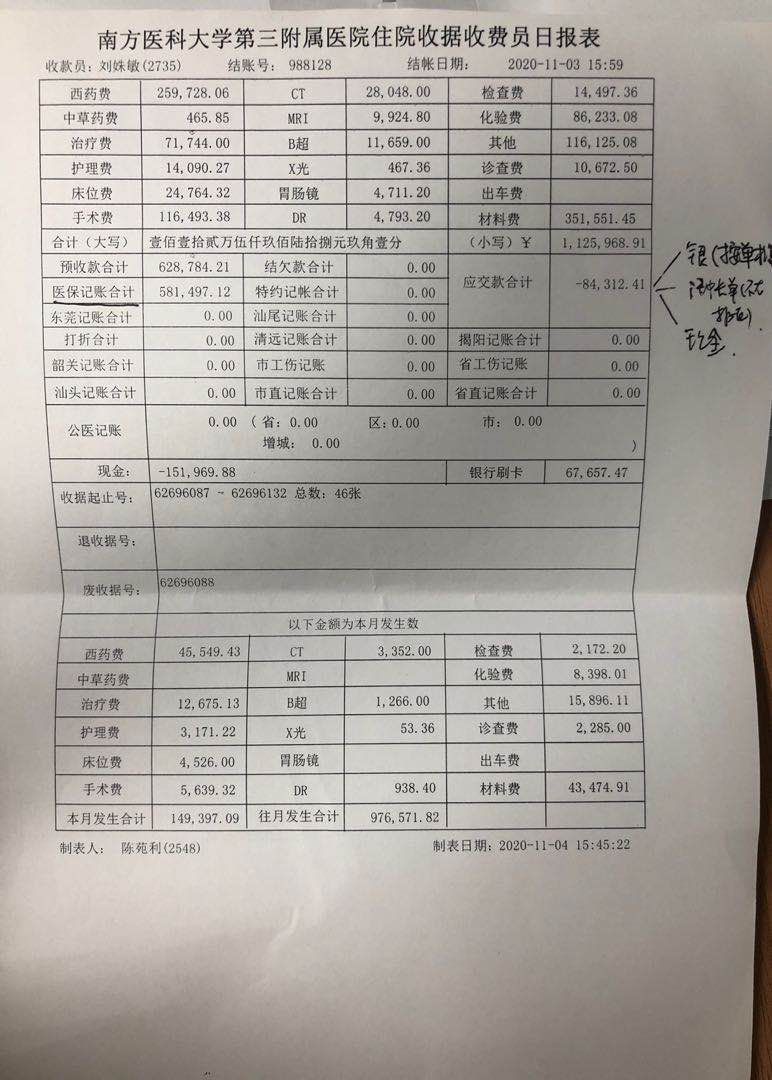 南方医科大学第三附属医院住院收据收费员日报表
收款员：刘姝敏(2735) 结账号： 988128 结帐日期： 2020-11-03 15:59
西药费 259,728.06 CT 28,048.00 检查费 14,497.36
中草药费 465.85 MRI 9,924.80 化验费 86,233.08
治疗费 71,744.00 B超 11,659.00 其他 116,125.08
护理费 14,090.27 X光 467.36 诊查费 10,672.50
床位费 24,764.32 胃肠镜 4,711.20 出车费
手术费 116,493.38 DR 4,793.20 材料费 351,551.45
合计（大写） 壹佰壹拾贰万伍仟玖佰陆拾捌元玖角壹分 （小写）￥ 1,125,968.91
预收款合计 628,784.21 结欠款合计 0.00 应交款合计 -84,312.41
医保记账合计 581,497.12 特约记帐合计 0.00
东莞记账合计 0.00 汕尾记账合计 0.00
打折合计 0.00 清远记账合计 0.00 揭阳记账合计 0.00
韶关记账合计 0.00 市工伤记账 0.00 省工伤记账 0.00
汕头记账合计 0.00 市直记账合计 0.00 省直记账合计 0.00
公医记账 0.00 ( 省：0.00 区：0.00 市： 0.00
增城： 0.00 )
现金： -151,969.88 银行刷卡 67,657.47
收据起止号： 62696087 ~ 62696132 总数：46张
退收据号：
废收据号： 62696088
以下金额为本月发生数
西药费 45,549.43 CT 3,352.00 检查费 2,172.20
中草药费 MRI 化验费 8,398.01
治疗费 12,675.13 B超 1,266.00 其他 15,896.11
护理费 3,171.22 X光 53.36 诊查费 2,285.00
床位费 4,526.00 胃肠镜 出车费
手术费 5,639.32 DR 938.40 材料费 43,474.91
本月发生合计 149,397.09 往月发生合计 976,571.82
制表人： 陈苑利(2548) 制表日期：2020-11-04 15:45:22
现金